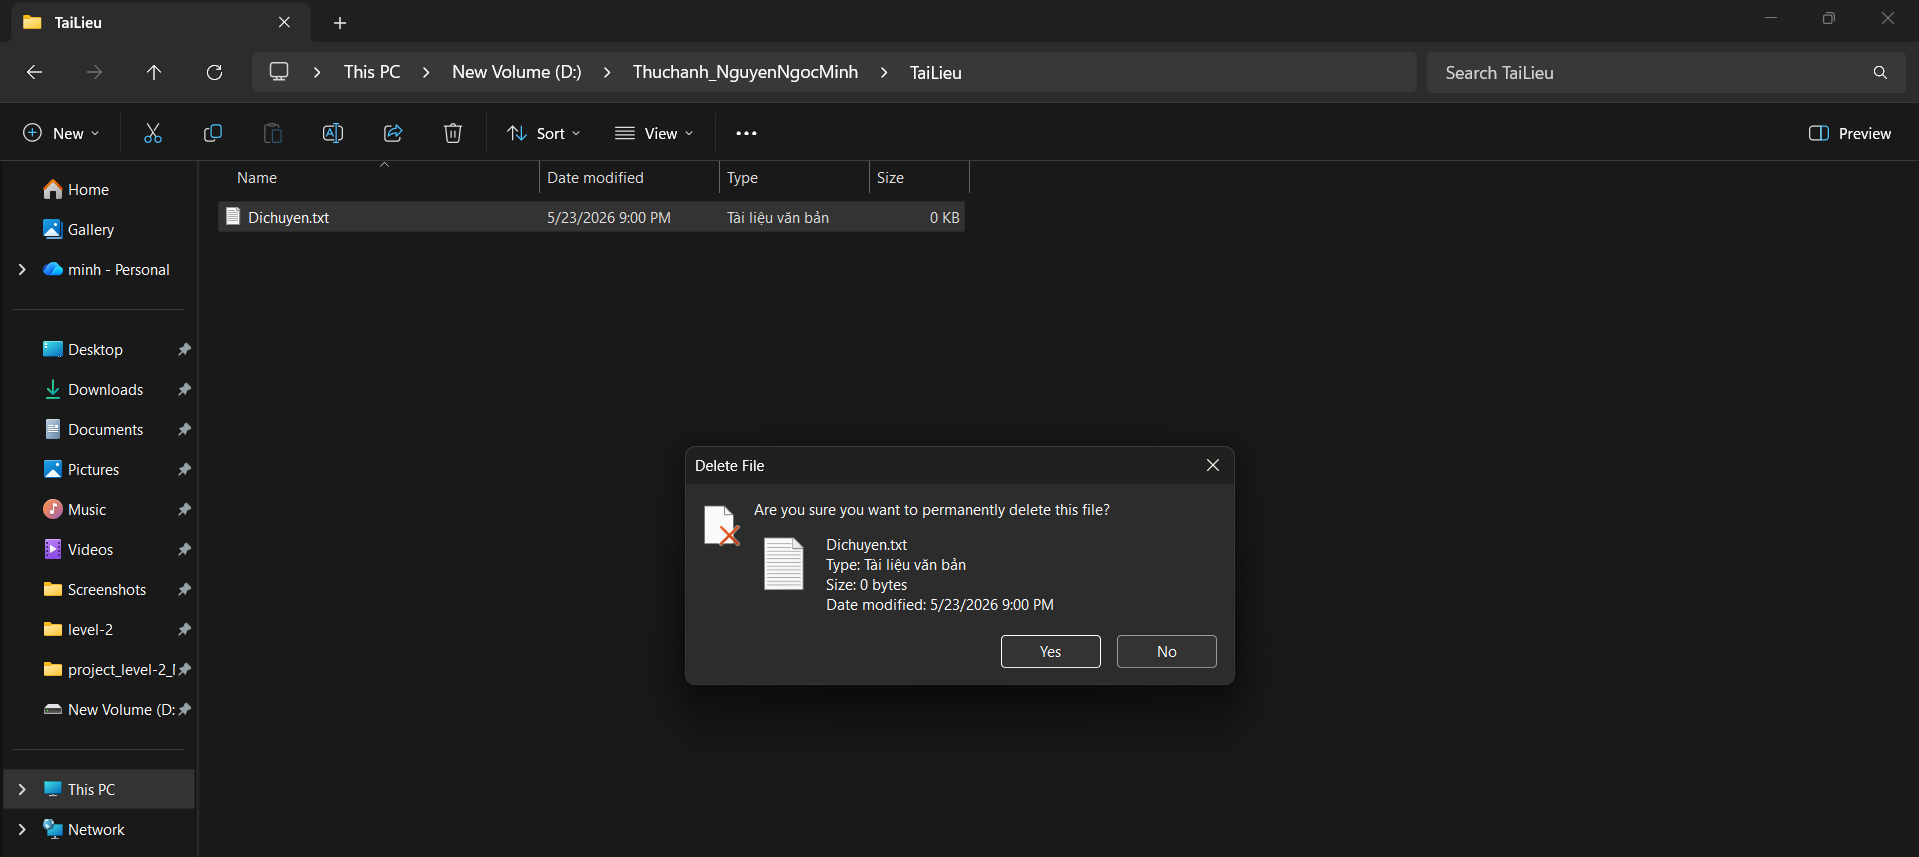 TaiLieu
This PC > New Volume (D:) > Thuchanh_NguyenNgocMinh > TaiLieu
Search TaiLieu
New
Sort
View
Preview
Name Date modified Type Size
Dichuyen.txt 5/23/2026 9:00 PM Tài liệu văn bản 0 KB
Home
Gallery
minh - Personal
Desktop
Downloads
Documents
Pictures
Music
Videos
Screenshots
level-2
project_level-2_
New Volume (D:
This PC
Network
Delete File
Are you sure you want to permanently delete this file?
Dichuyen.txt
Type: Tài liệu văn bản
Size: 0 bytes
Date modified: 5/23/2026 9:00 PM
Yes No